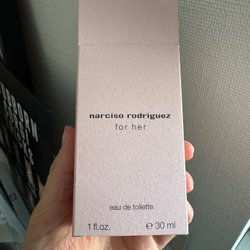 narciso rodriguez
for her
eau de toilette
1 fl.oz. ℮ 30 ml